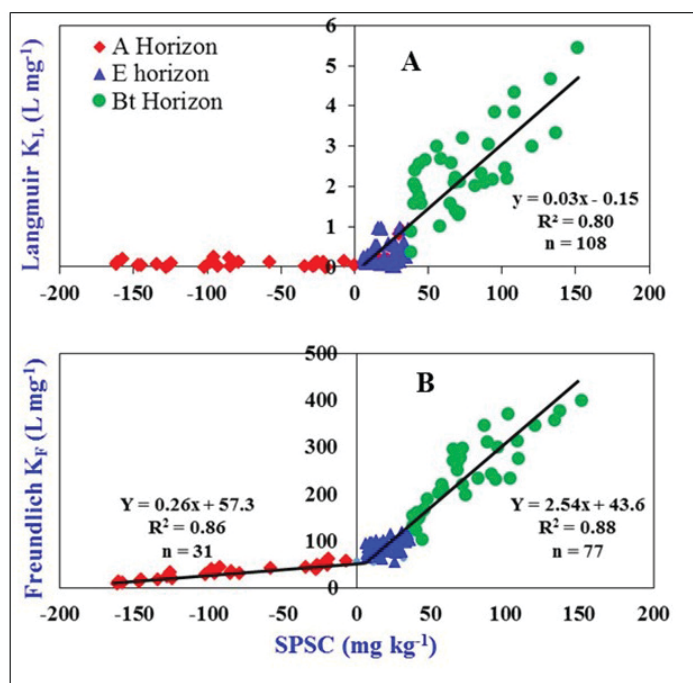 A Horizon
E horizon
Bt Horizon
A
Langmuir K_L (L mg⁻¹)
6
5
4
3
2
1
0
y = 0.03x - 0.15
R² = 0.80
n = 108
-200 -150 -100 -50 0 50 100 150 200
B
Freundlich K_F (L mg⁻¹)
500
400
300
200
100
0
Y = 0.26x + 57.3
R² = 0.86
n = 31
Y = 2.54x + 43.6
R² = 0.88
n = 77
-200 -150 -100 -50 0 50 100 150 200
SPSC (mg kg⁻¹)